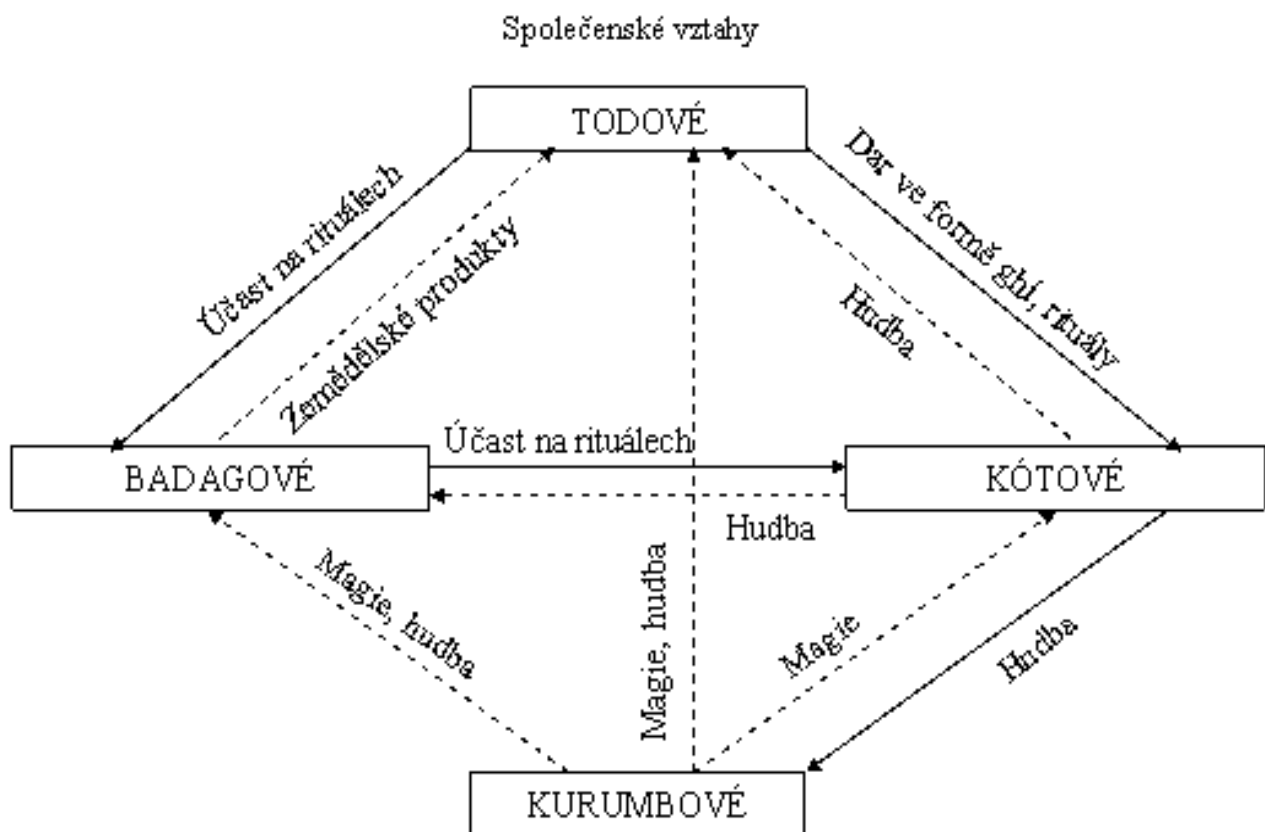 Společenské vztahy
TODOVÉ
Účast na rituálech
Zemědělské produkty
Hudba
Dar ve formě ghí, rituály
Účast na rituálech
BADAGOVÉ
KÓTOVÉ
Hudba
Magie, hudba
Magie, hudba
Magie
Hudba
KURUMBOVÉ